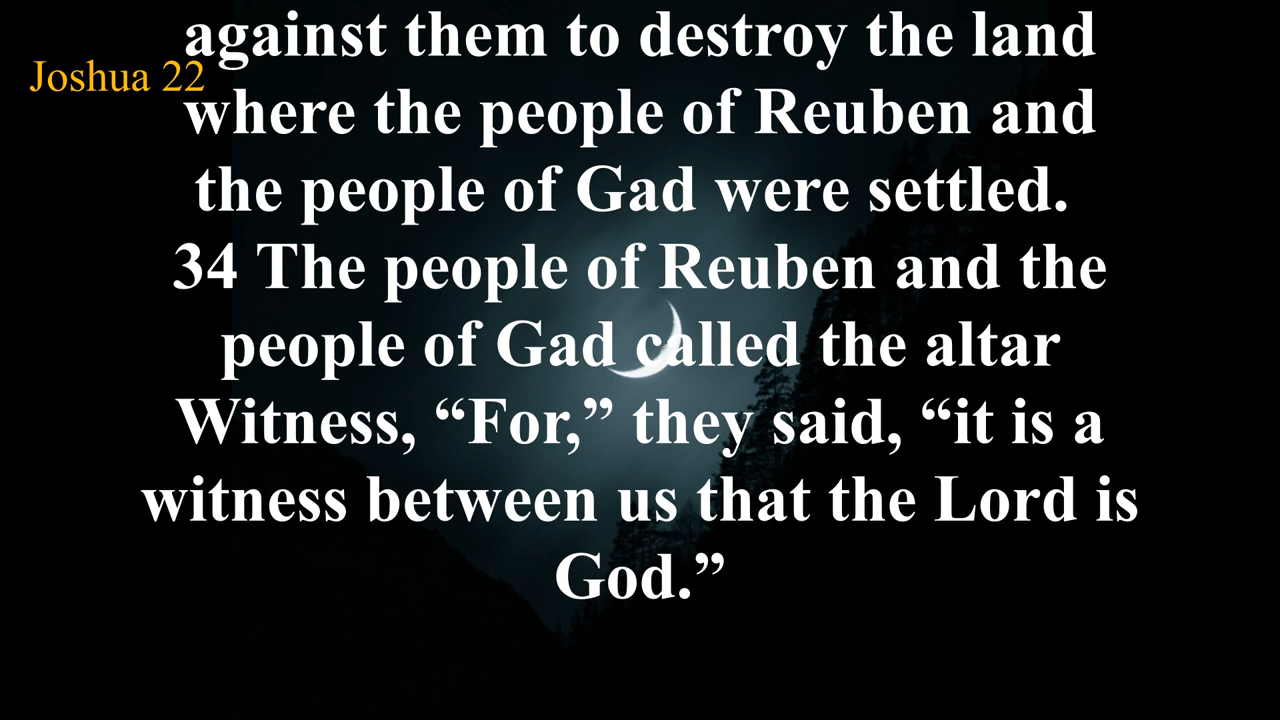 against them to destroy the land
Joshua 22
where the people of Reuben and
the people of Gad were settled.
34 The people of Reuben and the
people of Gad called the altar
Witness, “For,” they said, “it is a
witness between us that the Lord is
God.”